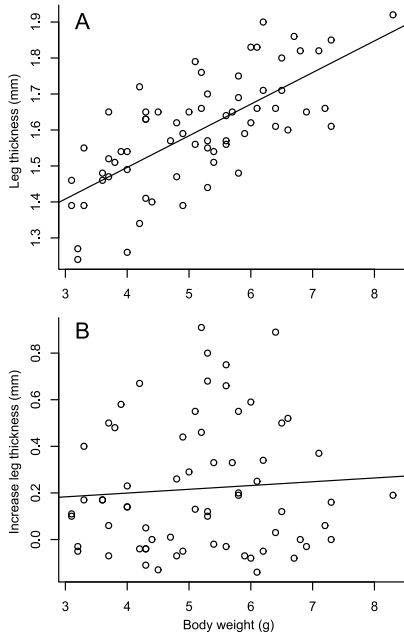 A
Leg thickness (mm)
1.9
1.8
1.7
1.6
1.5
1.4
1.3
3 4 5 6 7 8
B
Increase leg thickness (mm)
0.8
0.6
0.4
0.2
0.0
3 4 5 6 7 8
Body weight (g)